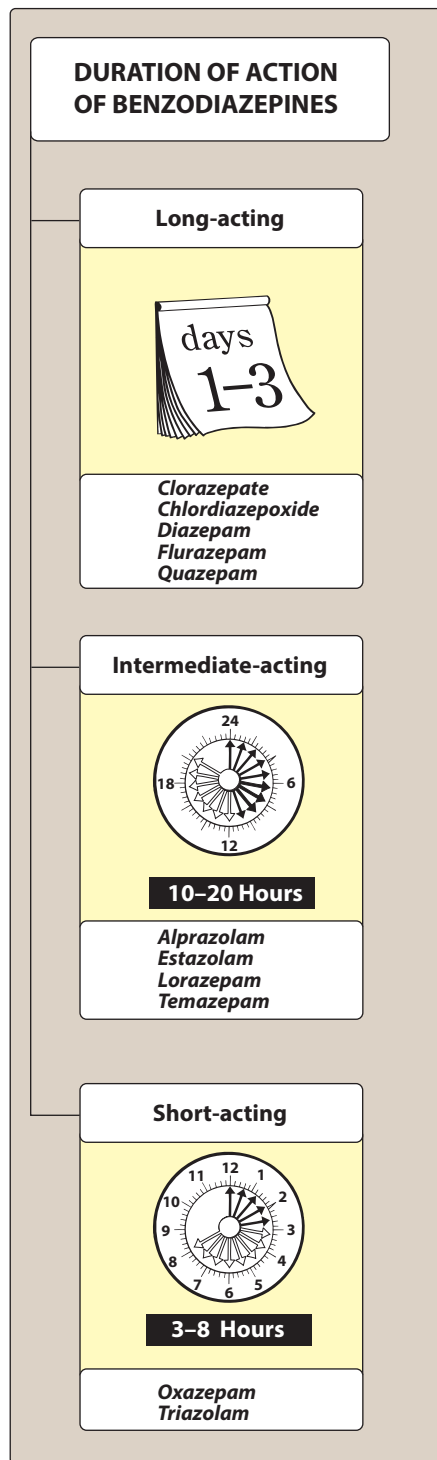 DURATION OF ACTION
OF BENZODIAZEPINES
Long-acting
days
1–3
Clorazepate
Chlordiazepoxide
Diazepam
Flurazepam
Quazepam
Intermediate-acting
24
18
6
12
10–20 Hours
Alprazolam
Estazolam
Lorazepam
Temazepam
Short-acting
12
11
1
10
2
9
3
8
4
7
5
6
3–8 Hours
Oxazepam
Triazolam